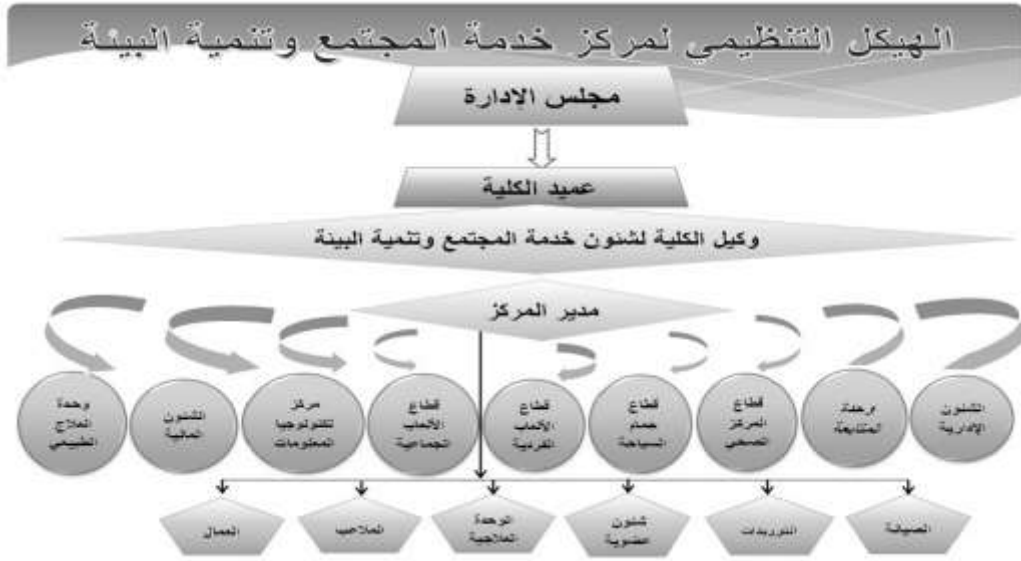 الهيكل التنظيمي لمركز خدمة المجتمع وتنمية البيئة
مجلس الادارة
عميد الكلية
وكيل الكلية لشئون خدمة المجتمع وتنمية البيئة
مدير المركز
الشئون
الإدارية
وحدة
المتابعة
قطاع
المركز
الصحي
قطاع
حمام
السباحة
قطاع
الألعاب
الفردية
قطاع
الألعاب
الجماعية
مركز
تكنولوجيا
المعلومات
الشئون
المالية
وحدة
العلاج
الطبيعي
الصيانة
التوريدات
شئون
عضوية
الوحدة
العلاجية
الملاعب
العمال